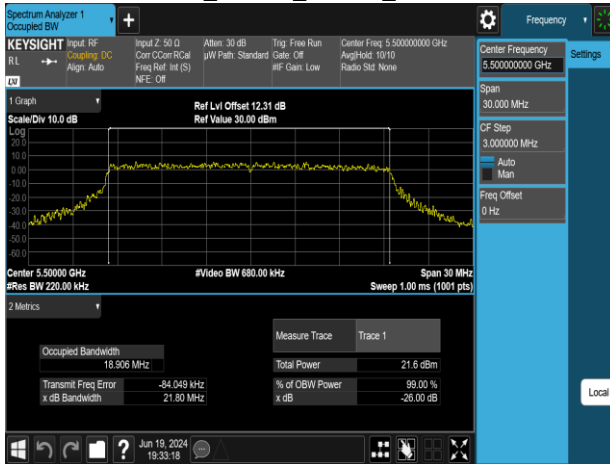 Spectrum Analyzer 1
Occupied BW
+
Frequency
KEYSIGHT
RL
LXI
Input: RF
Coupling: DC
Align: Auto
Input Z: 50 Ω
Corr CCorr RCal
Freq Ref: Int (S)
NFE: Off
Atten: 30 dB
µW Path: Standard
Trig: Free Run
Gate: Off
#IF Gain: Low
Center Freq: 5.500000000 GHz
Avg|Hold: 10/10
Radio Std: None
Center Frequency
5.500000000 GHz
Settings
Span
30.000 MHz
CF Step
3.000000 MHz
Auto
Man
Freq Offset
0 Hz
Local
1 Graph
Scale/Div 10.0 dB
Ref Lvl Offset 12.31 dB
Ref Value 30.00 dBm
Log
20.0
10.0
0.00
-10.0
-20.0
-30.0
-40.0
-50.0
-60.0
Center 5.50000 GHz
#Video BW 680.00 kHz
Span 30 MHz
#Res BW 220.00 kHz
Sweep 1.00 ms (1001 pts)
2 Metrics
Measure Trace
Trace 1
Occupied Bandwidth
18.906 MHz
Total Power
21.6 dBm
Transmit Freq Error
-84.049 kHz
% of OBW Power
99.00 %
x dB Bandwidth
21.80 MHz
x dB
-26.00 dB
?
Jun 19, 2024
19:33:18